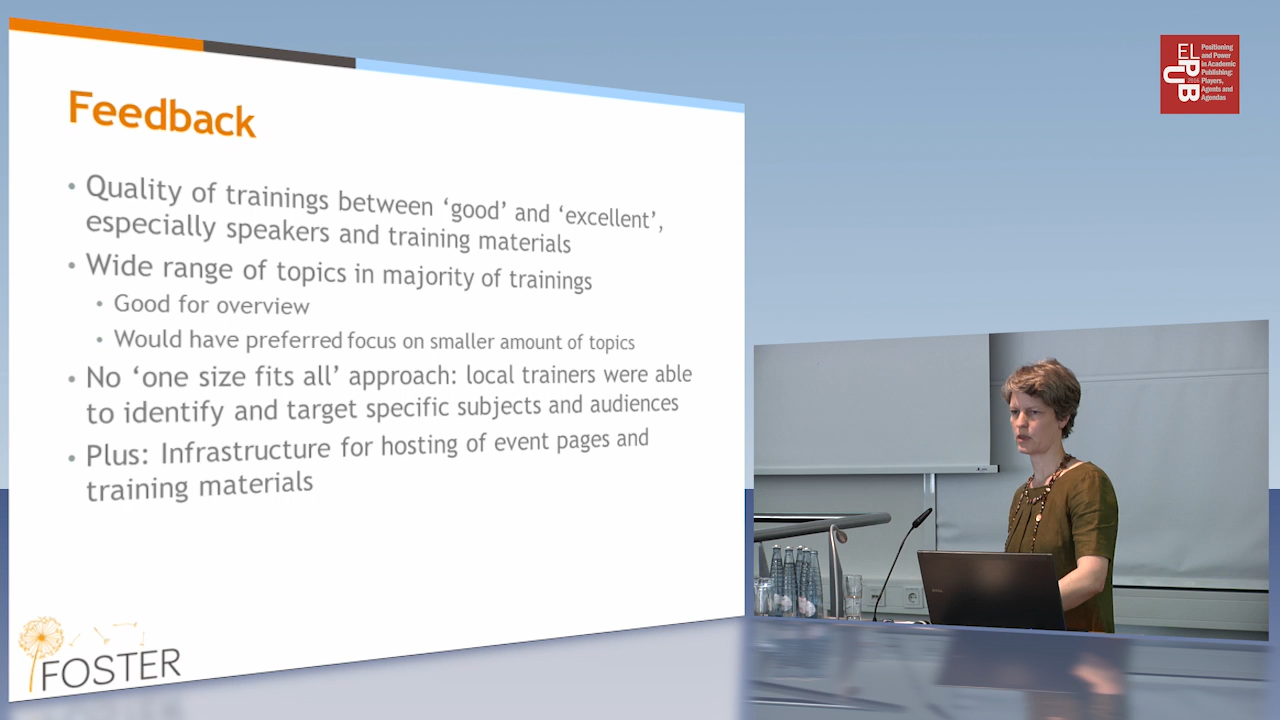 Feedback
• Quality of trainings between ‘good’ and ‘excellent’,
especially speakers and training materials
• Wide range of topics in majority of trainings
• Good for overview
• Would have preferred focus on smaller amount of topics
• No ‘one size fits all’ approach: local trainers were able
to identify and target specific subjects and audiences
• Plus: Infrastructure for hosting of event pages and
training materials
FOSTER
EL
PUB
2016
Positioning
and Power
in Academic
Publishing:
Players,
Agents and
Agendas